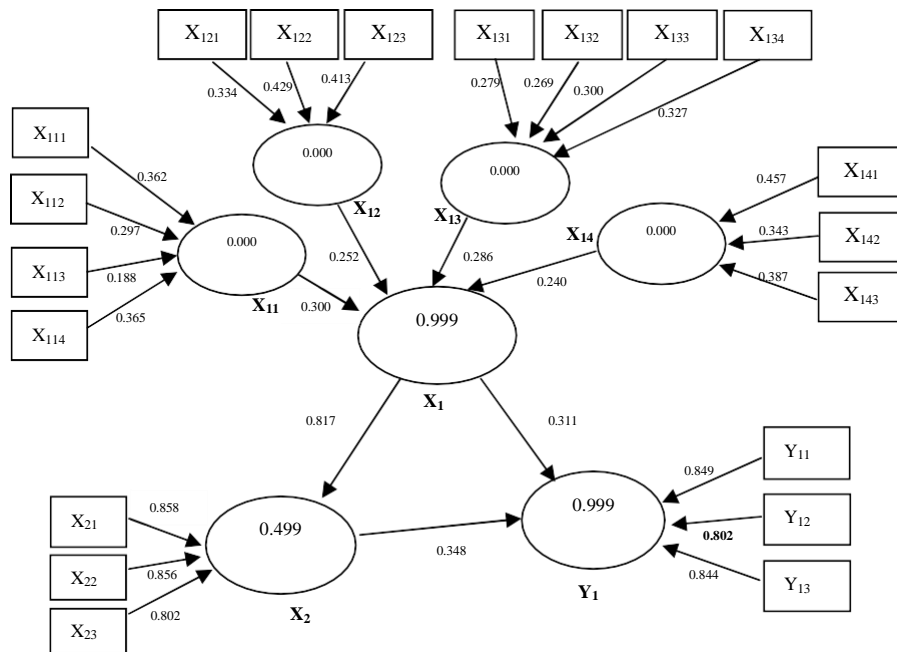 X₁₂₁ X₁₂₂ X₁₂₃ X₁₃₁ X₁₃₂ X₁₃₃ X₁₃₄
0.334 0.429 0.413 0.279 0.269 0.300 0.327
X₁₁₁
X₁₁₂
X₁₁₃
X₁₁₄
0.362
0.297
0.188
0.365
0.000
X₁₁
0.000
X₁₂
0.000
X₁₃
0.000
X₁₄
X₁₄₁
X₁₄₂
X₁₄₃
0.457
0.343
0.387
0.300
0.252
0.286
0.240
0.999
X₁
0.817
0.311
X₂₁
X₂₂
X₂₃
0.858
0.856
0.802
0.499
X₂
0.348
0.999
Y₁
0.849
0.802
0.844
Y₁₁
Y₁₂
Y₁₃